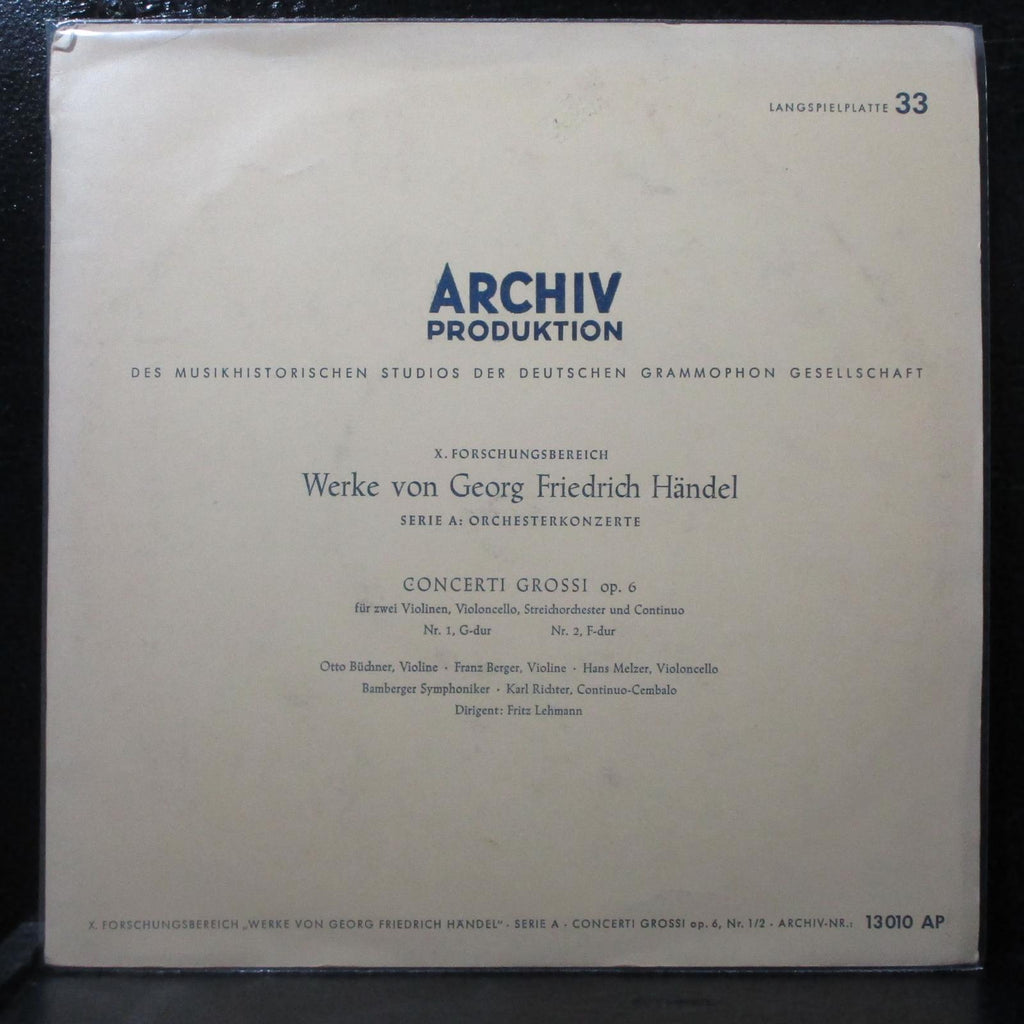 LANGSPIELPLATTE 33
ARCHIV
PRODUKTION
DES MUSIKHISTORISCHEN STUDIOS DER DEUTSCHEN GRAMMOPHON GESELLSCHAFT
X. FORSCHUNGSBEREICH
Werke von Georg Friedrich Händel
SERIE A: ORCHESTERKONZERTE
CONCERTI GROSSI op. 6
für zwei Violinen, Violoncello, Streichorchester und Continuo
Nr. 1, G-dur Nr. 2, F-dur
Otto Büchner, Violine · Franz Berger, Violine · Hans Melzer, Violoncello
Bamberger Symphoniker · Karl Richter, Continuo-Cembalo
Dirigent: Fritz Lehmann
X. FORSCHUNGSBEREICH „WERKE VON GEORG FRIEDRICH HÄNDEL" · SERIE A · CONCERTI GROSSI op. 6, Nr. 1/2 · ARCHIV-NR.: 13010 AP